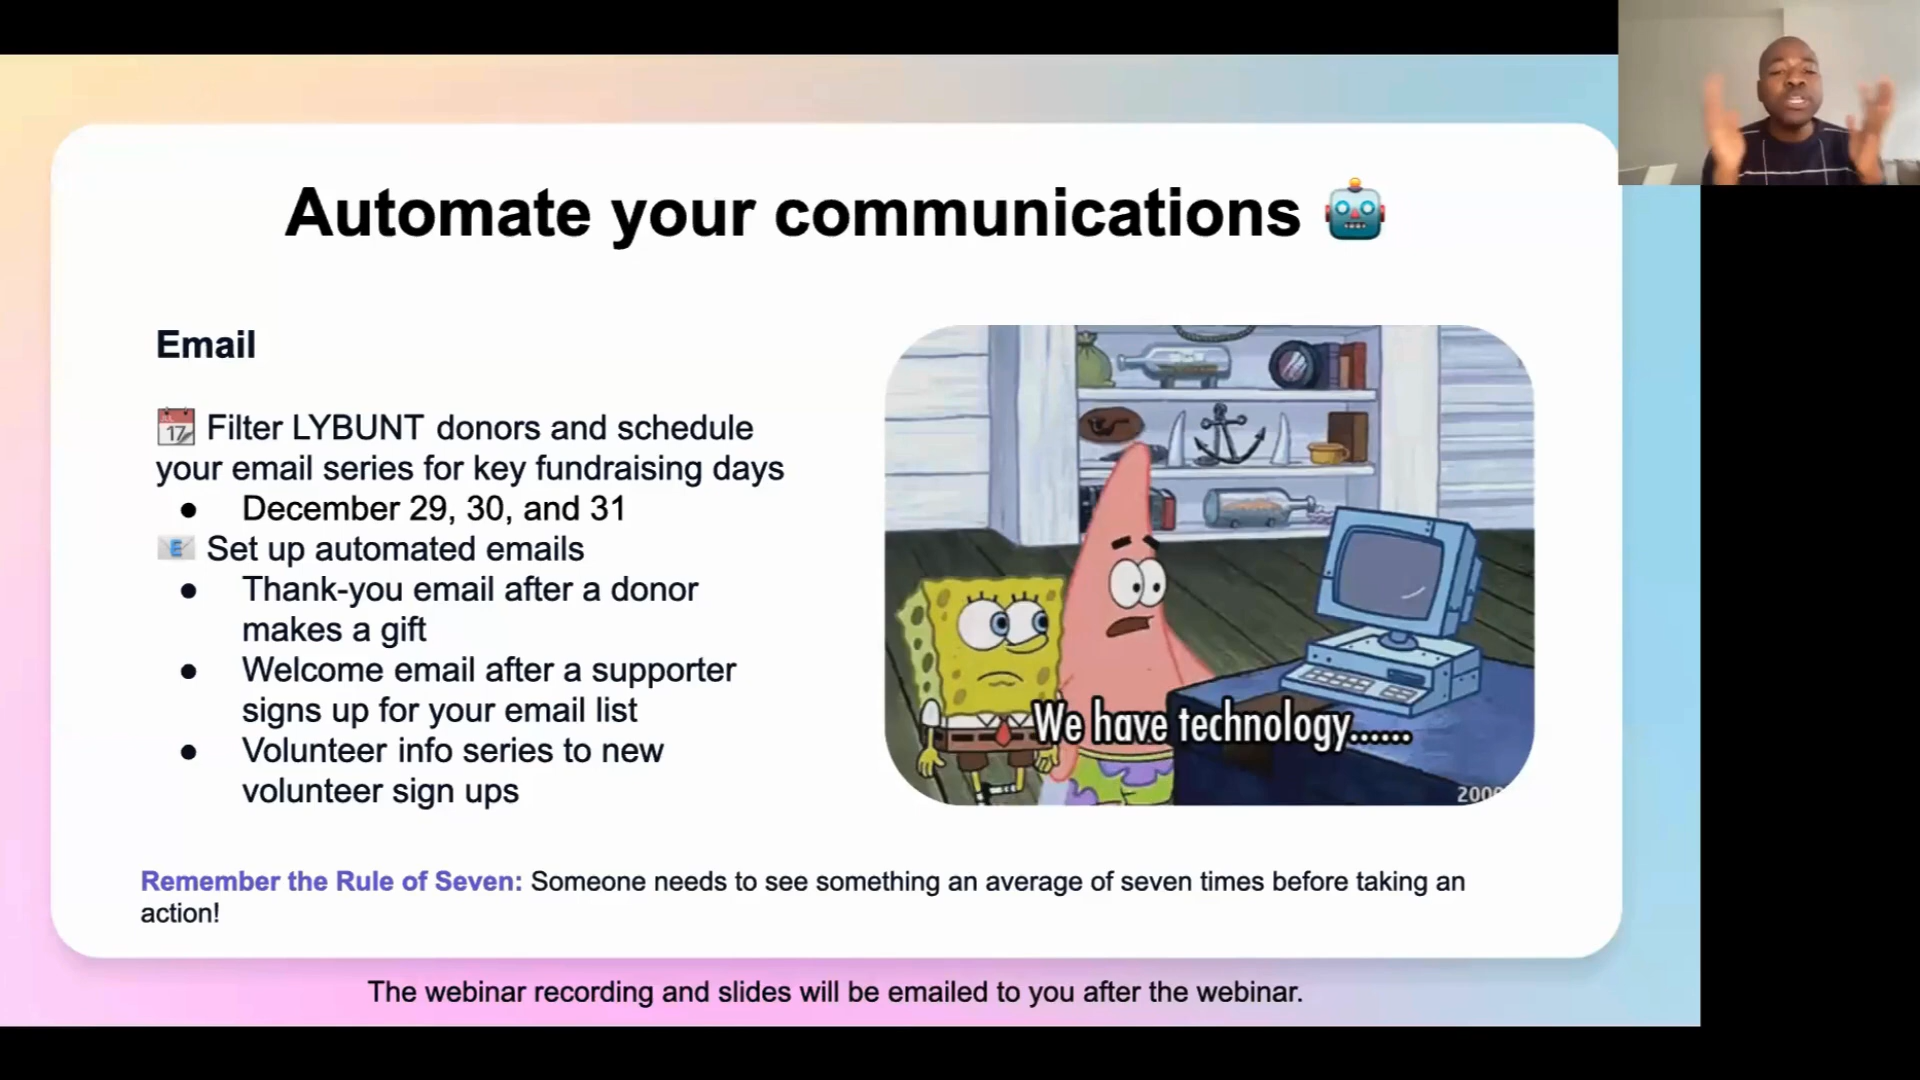 Automate your communications
Email
Filter LYBUNT donors and schedule
your email series for key fundraising days
● December 29, 30, and 31
Set up automated emails
● Thank-you email after a donor
makes a gift
● Welcome email after a supporter
signs up for your email list
● Volunteer info series to new
volunteer sign ups
We have technology......
2000
Remember the Rule of Seven: Someone needs to see something an average of seven times before taking an
action!
The webinar recording and slides will be emailed to you after the webinar.